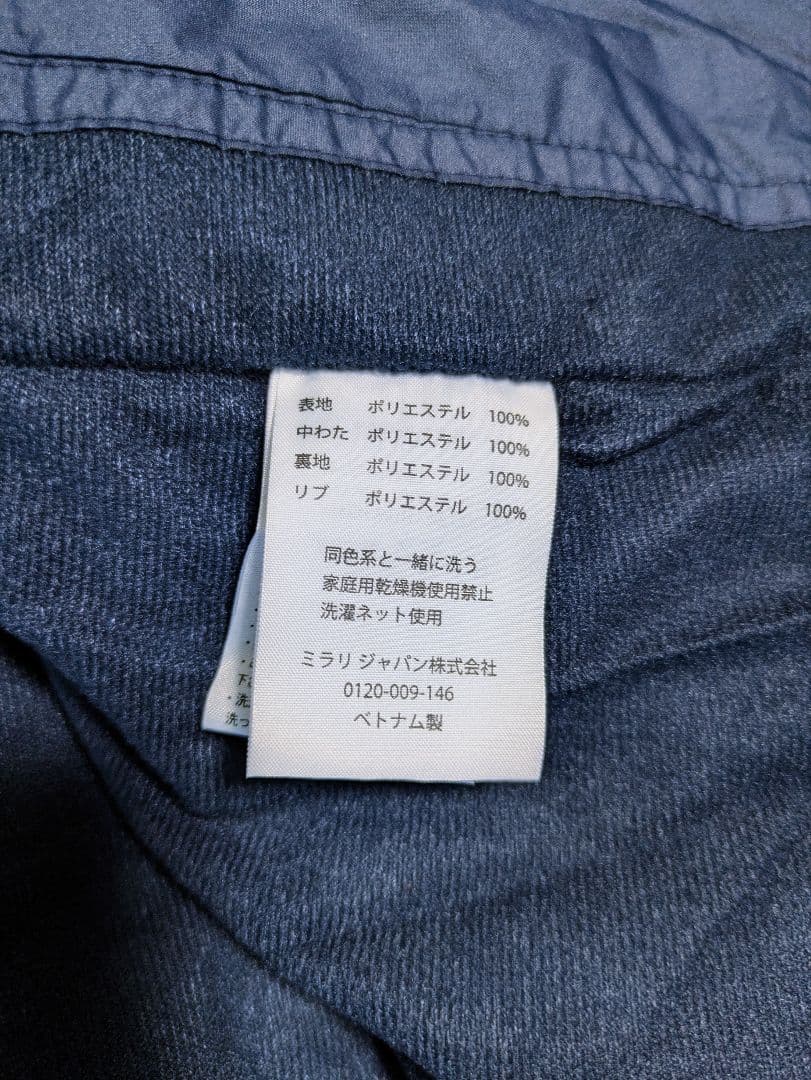 表地 ポリエステル 100%
中わた ポリエステル 100%
裏地 ポリエステル 100%
リブ ポリエステル 100%
同色系と一緒に洗う
家庭用乾燥機使用禁止
洗濯ネット使用
ミラリ ジャパン株式会社
0120-009-146
ベトナム製
・洗
洗っ